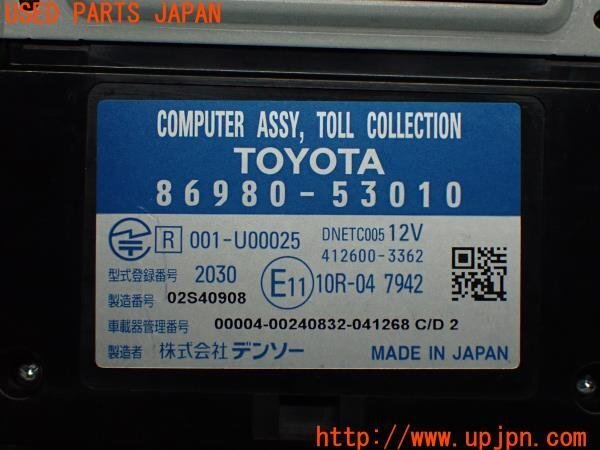 USED PARTS JAPAN
COMPUTER ASSY, TOLL COLLECTION
TOYOTA
86980-53010
R 001-U00025 DNETC005 12V
412600-3362
型式登録番号 2030 E11 10R-04 7942
製造番号 02S40908
車載器管理番号 00004-00240832-041268 C/D 2
製造者 株式会社デンソー MADE IN JAPAN
http://www.upjpn.com